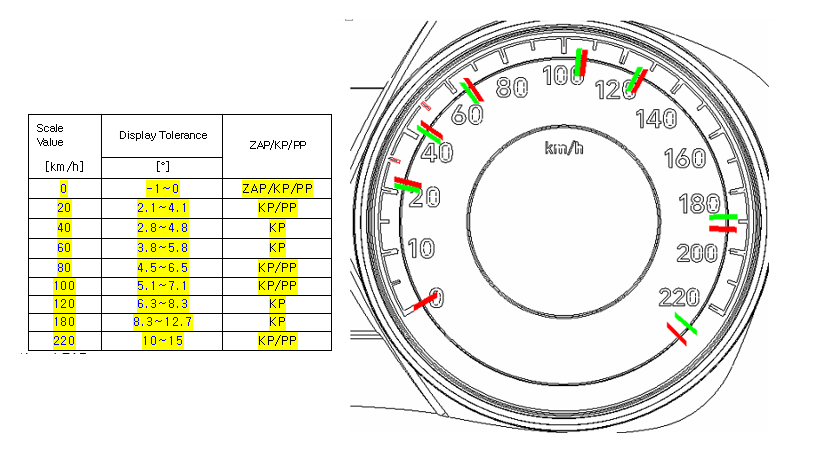 Scale Value
Display Tolerance
ZAP/KP/PP
[km/h]
[°]
0
-1~0
ZAP/KP/PP
20
2.1~4.1
KP/PP
40
2.8~4.8
KP
60
3.8~5.8
KP
80
4.5~6.5
KP/PP
100
5.1~7.1
KP/PP
120
6.3~8.3
KP
180
8.3~12.7
KP
220
10~15
KP/PP
0
10
20
40
60
80
100
120
140
160
180
200
220
km/h